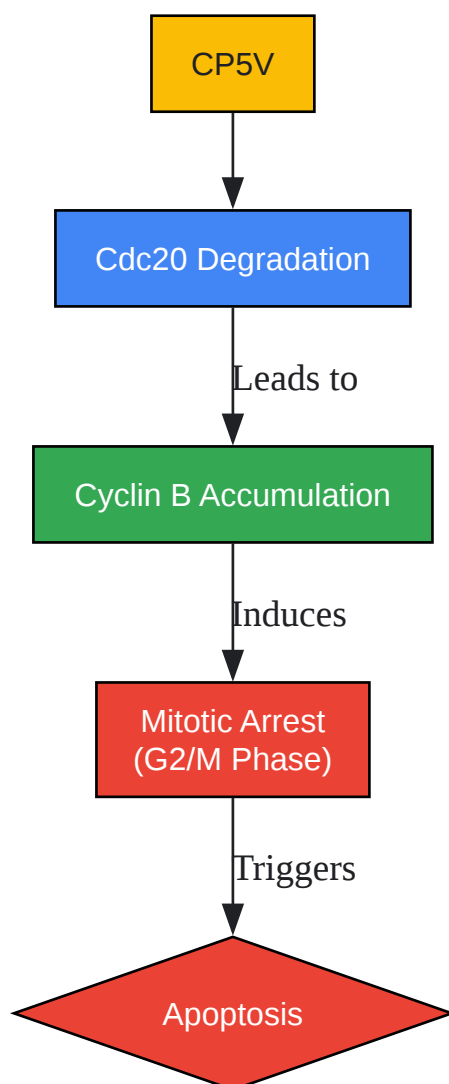 CP5V
Cdc20 Degradation
Leads to
Cyclin B Accumulation
Induces
Mitotic Arrest
(G2/M Phase)
Triggers
Apoptosis